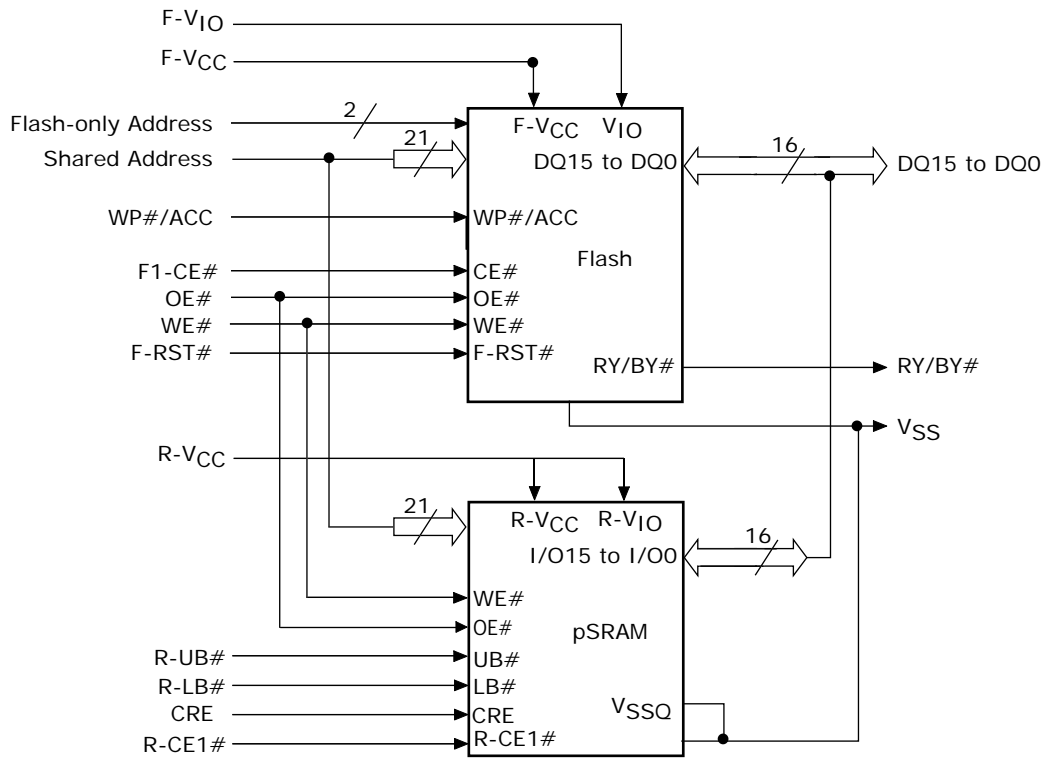 F-VIO
F-VCC
Flash-only Address 2 F-VCC VIO
Shared Address 21 DQ15 to DQ0 16 DQ15 to DQ0
WP#/ACC WP#/ACC
Flash
F1-CE# CE#
OE# OE#
WE# WE#
F-RST# F-RST#
RY/BY# RY/BY#
VSS
R-VCC
21 R-VCC R-VIO
I/O15 to I/O0 16
WE#
OE# pSRAM
R-UB# UB#
R-LB# LB#
CRE CRE
VSSQ
R-CE1# R-CE1#